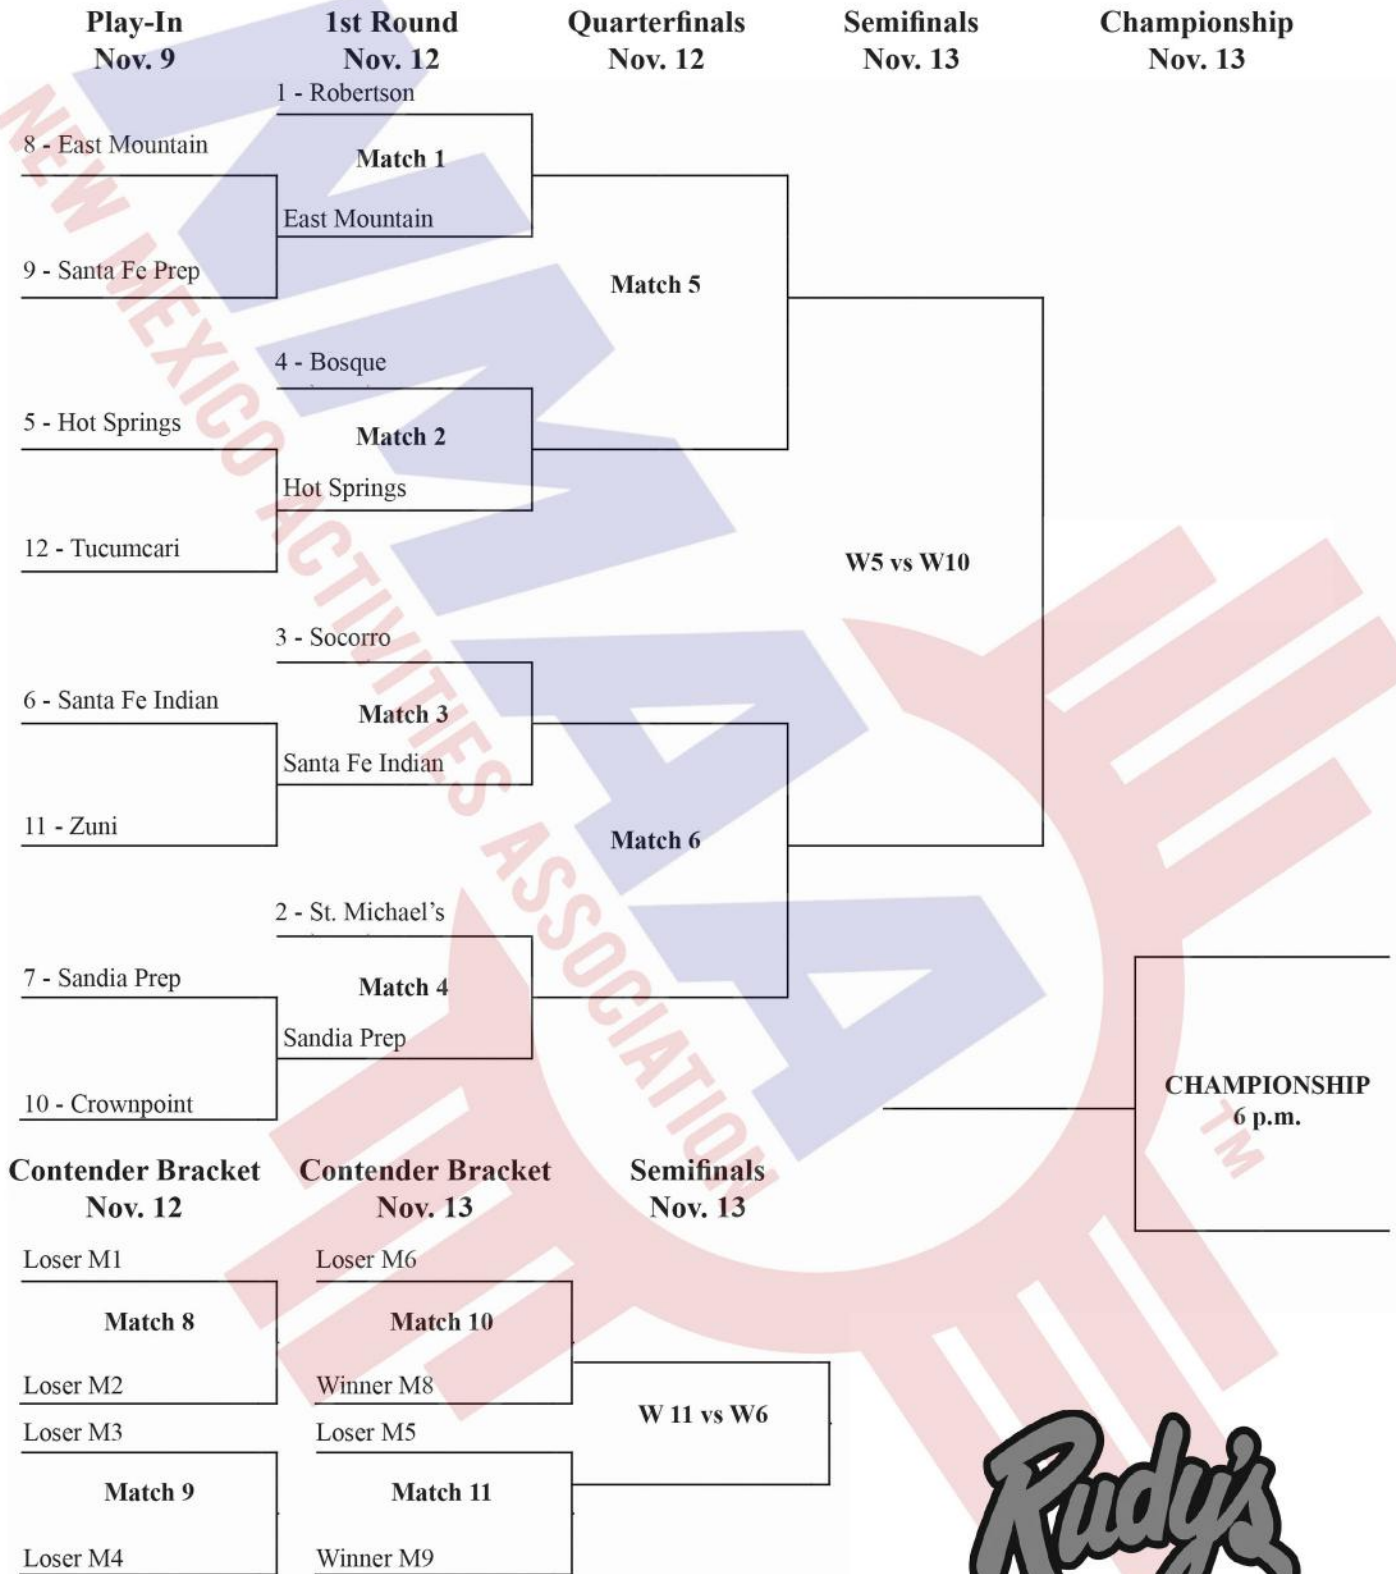 Play-In
Nov. 9
1st Round
Nov. 12
Quarterfinals
Nov. 12
Semifinals
Nov. 13
Championship
Nov. 13
1 - Robertson
8 - East Mountain
Match 1
East Mountain
9 - Santa Fe Prep
Match 5
4 - Bosque
5 - Hot Springs
Match 2
Hot Springs
12 - Tucumcari
W5 vs W10
3 - Socorro
6 - Santa Fe Indian
Match 3
Santa Fe Indian
11 - Zuni
Match 6
2 - St. Michael's
7 - Sandia Prep
Match 4
Sandia Prep
10 - Crownpoint
CHAMPIONSHIP
6 p.m.
Contender Bracket
Nov. 12
Contender Bracket
Nov. 13
Semifinals
Nov. 13
Loser M1
Loser M6
Match 8
Match 10
Loser M2
Winner M8
W 11 vs W6
Loser M3
Loser M5
Match 9
Match 11
Loser M4
Winner M9
NMAA
NEW MEXICO ACTIVITIES ASSOCIATION
TM
Rudy's